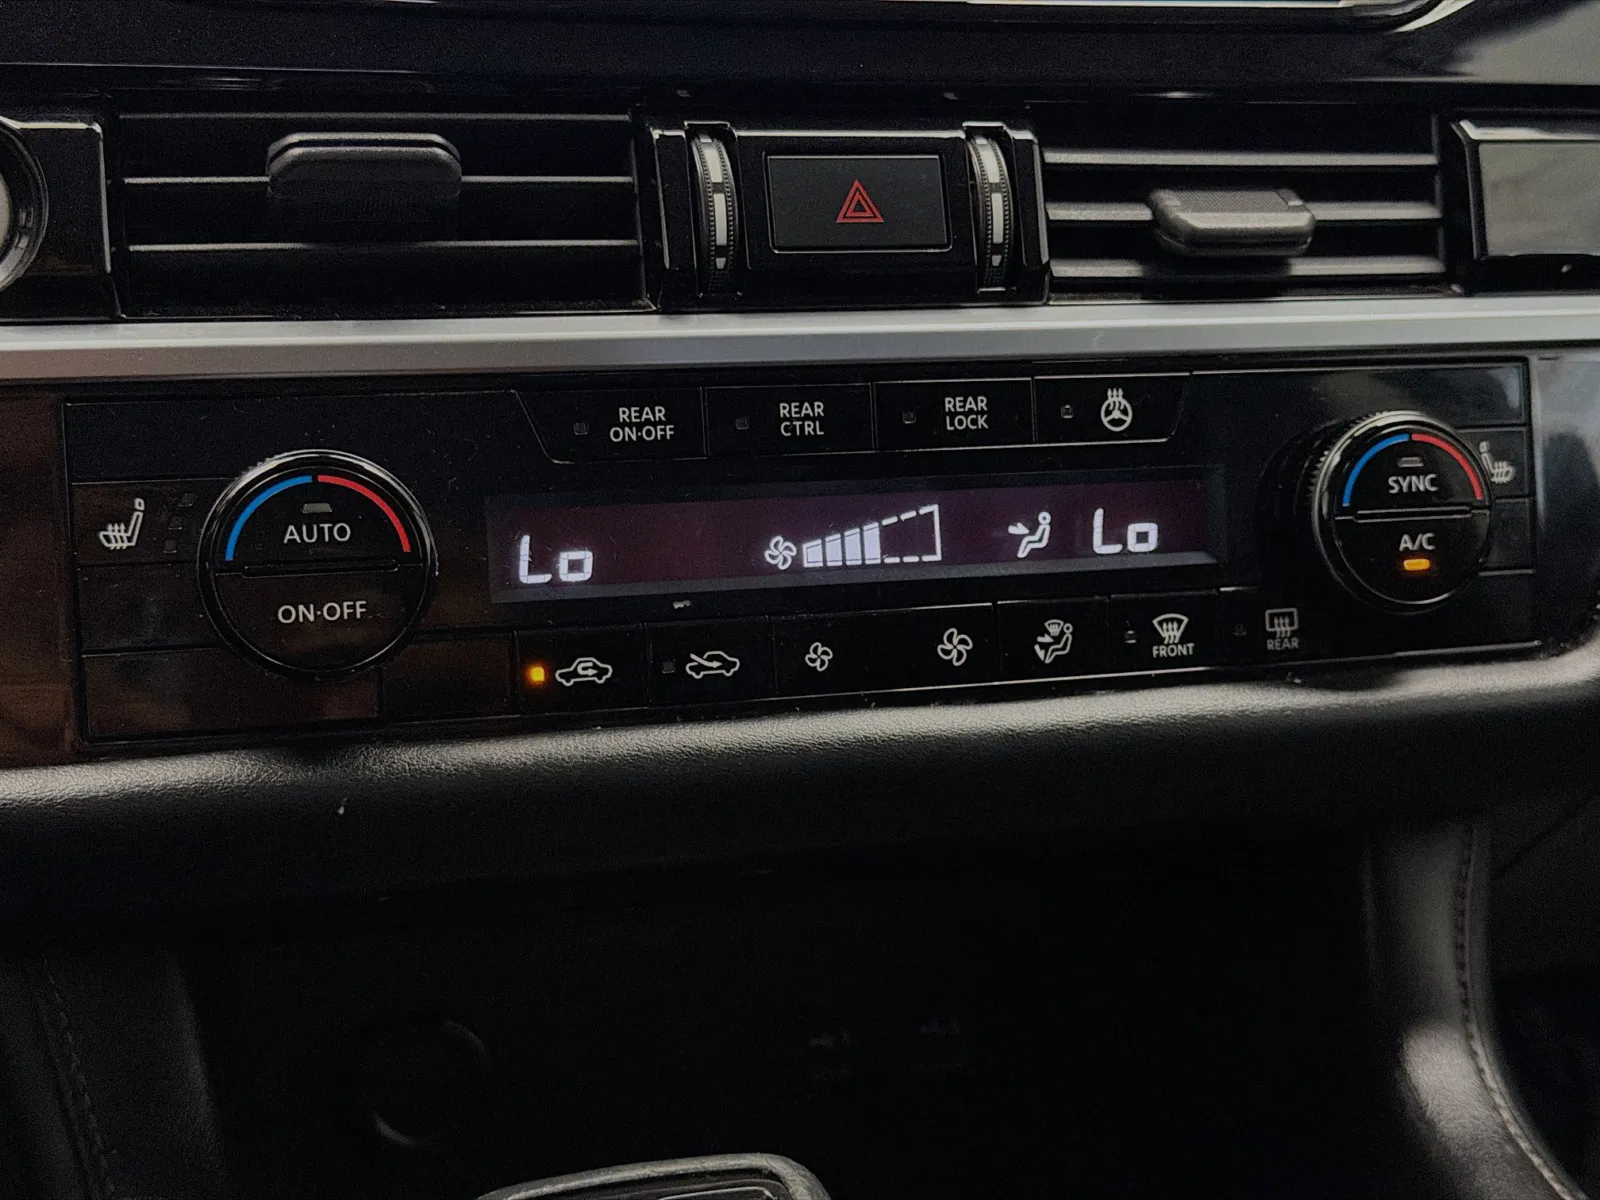 REAR
ON·OFF
REAR
CTRL
REAR
LOCK
AUTO
ON·OFF
Lo
Lo
SYNC
A/C
FRONT
REAR